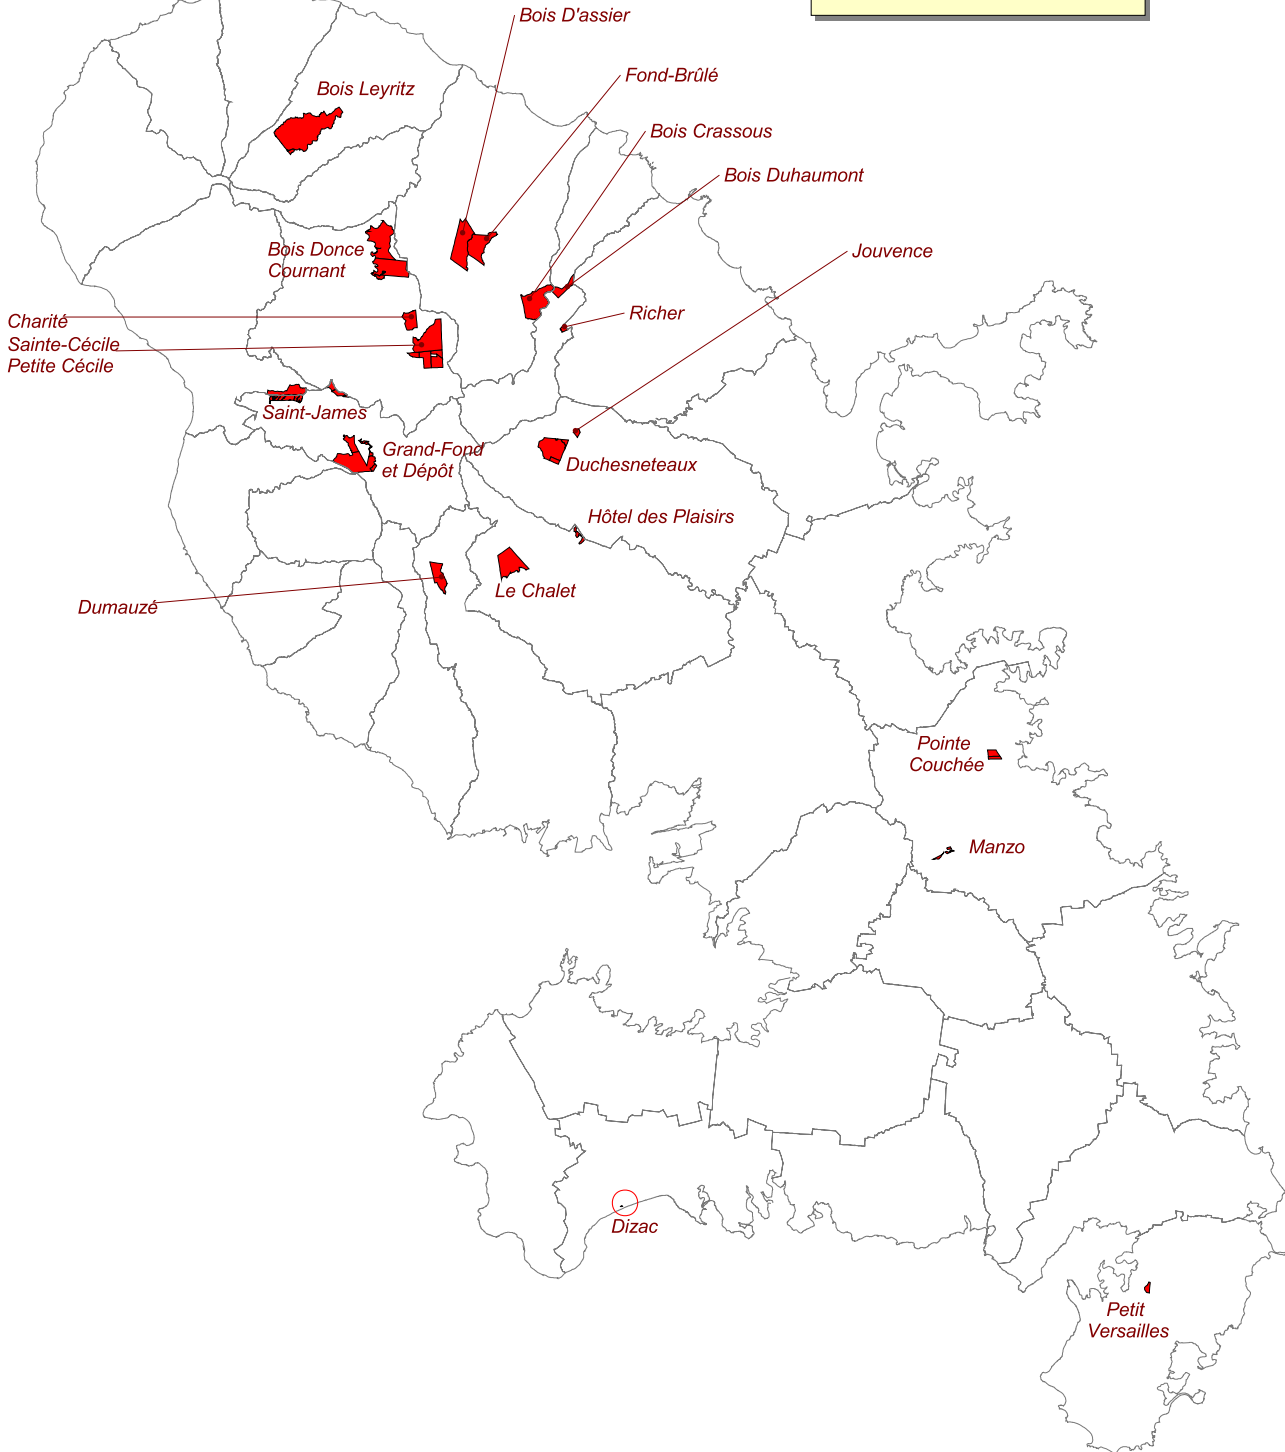 Bois D'assier
Fond-Brûlé
Bois Leyritz
Bois Crassous
Bois Duhaumont
Bois Donce
Cournant
Jouvence
Charité
Richer
Sainte-Cécile
Petite Cécile
Saint-James
Grand-Fond
et Dépôt
Duchesneteaux
Hôtel des Plaisirs
Le Chalet
Dumauzé
Pointe
Couchée
Manzo
Dizac
Petit
Versailles